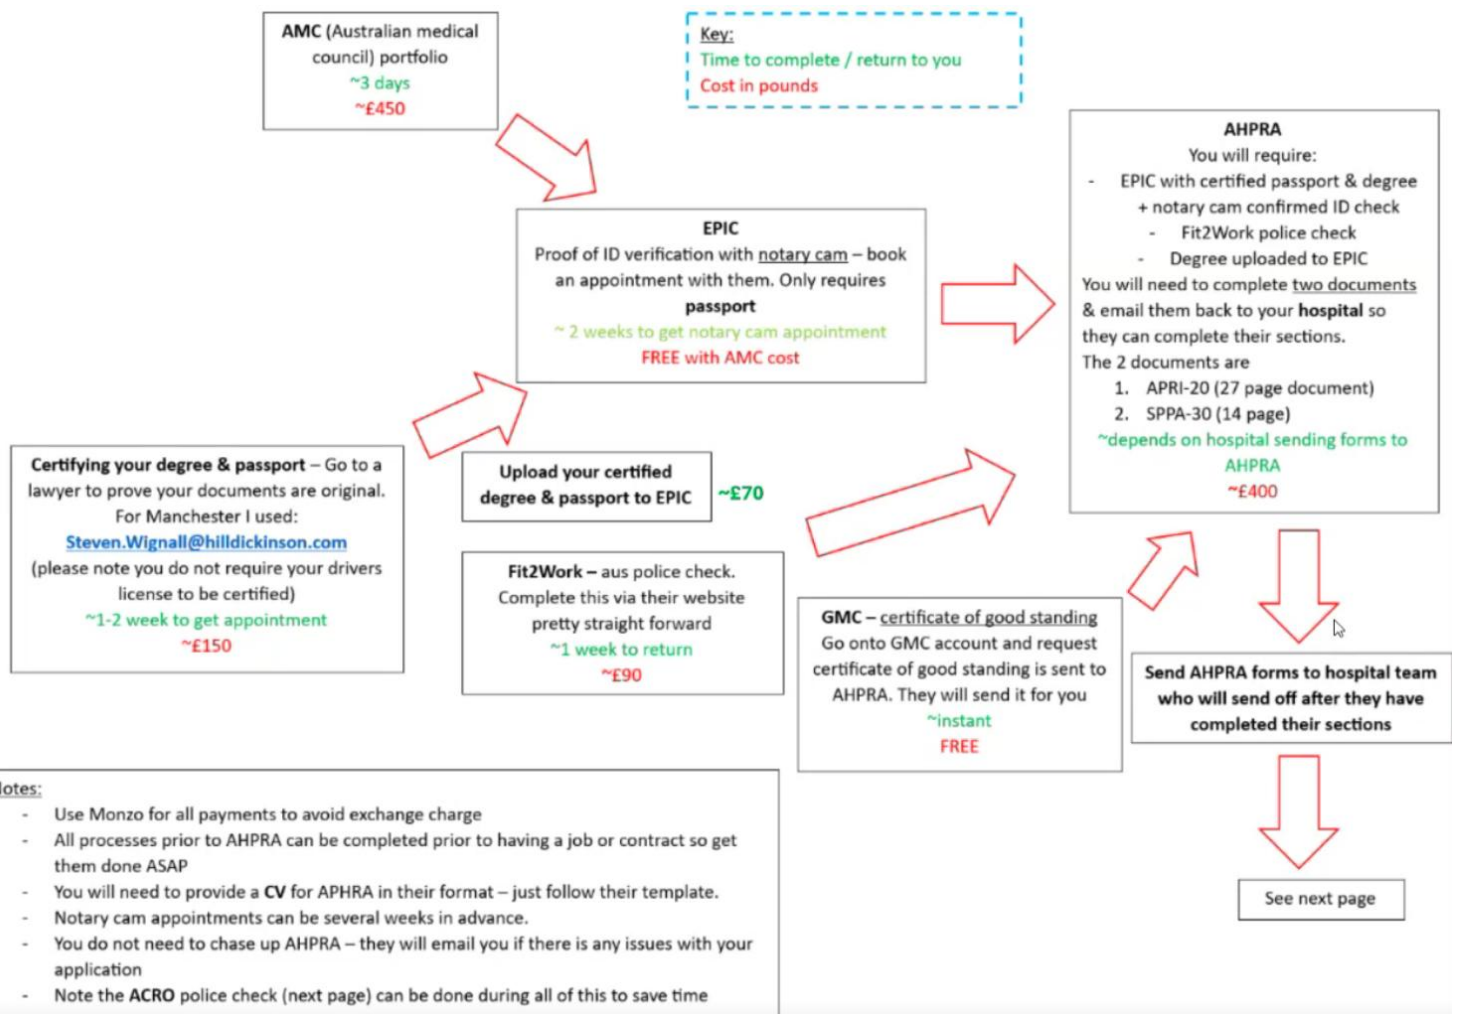 AMC (Australian medical
council) portfolio
~3 days
~£450
Key:
Time to complete / return to you
Cost in pounds
EPIC
Proof of ID verification with notary cam – book
an appointment with them. Only requires
passport
~ 2 weeks to get notary cam appointment
FREE with AMC cost
AHPRA
You will require:
- EPIC with certified passport & degree
+ notary cam confirmed ID check
- Fit2Work police check
- Degree uploaded to EPIC
You will need to complete two documents
& email them back to your hospital so
they can complete their sections.
The 2 documents are
1. APRI-20 (27 page document)
2. SPPA-30 (14 page)
~depends on hospital sending forms to
AHPRA
~£400
Certifying your degree & passport – Go to a
lawyer to prove your documents are original.
For Manchester I used:
Steven.Wignall@hilldickinson.com
(please note you do not require your drivers
license to be certified)
~1-2 week to get appointment
~£150
Upload your certified
degree & passport to EPIC
~£70
Fit2Work – aus police check.
Complete this via their website
pretty straight forward
~1 week to return
~£90
GMC – certificate of good standing
Go onto GMC account and request
certificate of good standing is sent to
AHPRA. They will send it for you
~instant
FREE
Send AHPRA forms to hospital team
who will send off after they have
completed their sections
See next page
lotes:
- Use Monzo for all payments to avoid exchange charge
- All processes prior to AHPRA can be completed prior to having a job or contract so get
them done ASAP
- You will need to provide a CV for APHRA in their format – just follow their template.
- Notary cam appointments can be several weeks in advance.
- You do not need to chase up AHPRA – they will email you if there is any issues with your
application
- Note the ACRO police check (next page) can be done during all of this to save time